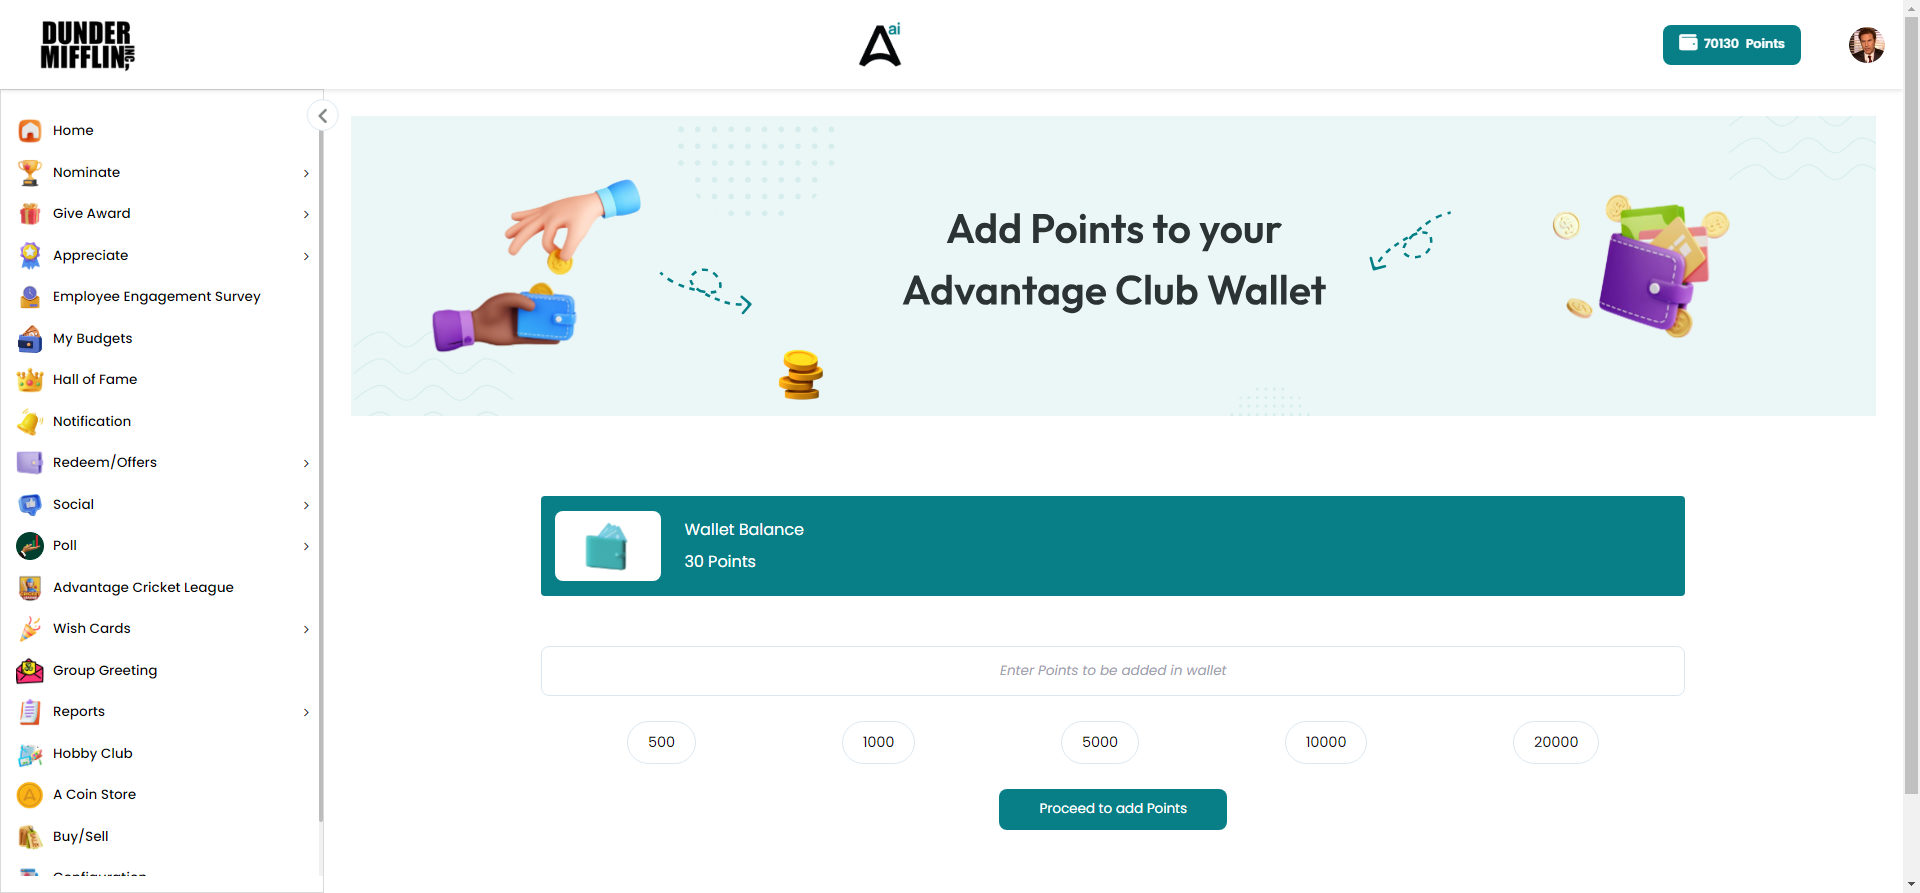 DUNDER
MIFFLIN, INC
ai
70130 Points
Home
Nominate
Give Award
Appreciate
Employee Engagement Survey
My Budgets
Hall of Fame
Notification
Redeem/Offers
Social
Poll
Advantage Cricket League
Wish Cards
Group Greeting
Reports
Hobby Club
A Coin Store
Buy/Sell
Configuration
Add Points to your
Advantage Club Wallet
Wallet Balance
30 Points
Enter Points to be added in wallet
500 1000 5000 10000 20000
Proceed to add Points